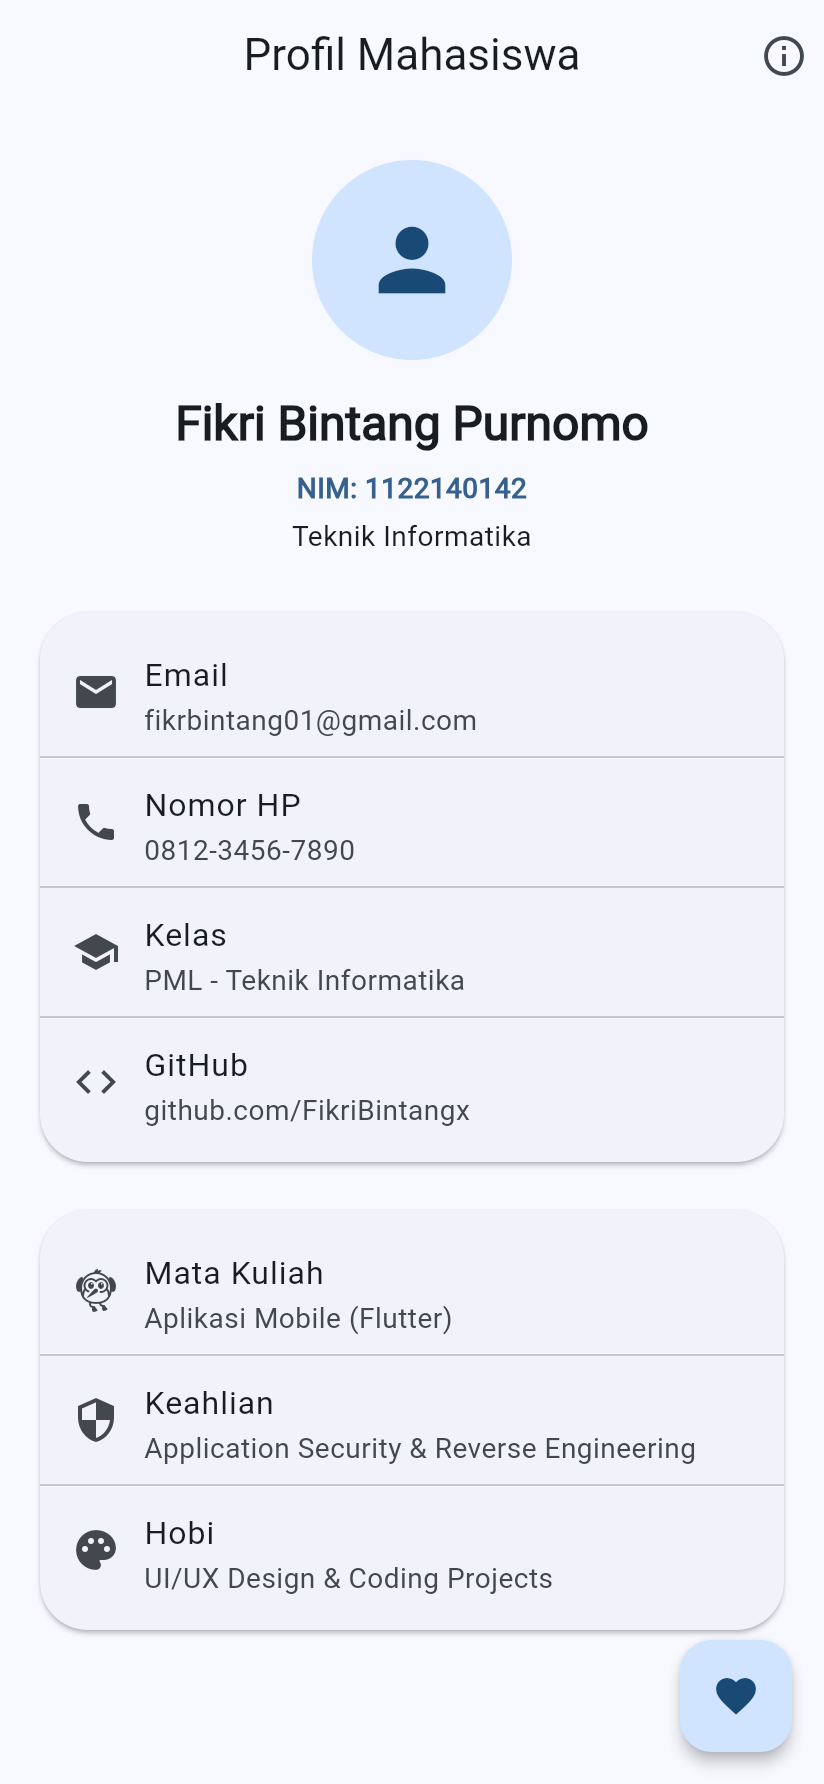 Profil Mahasiswa
Fikri Bintang Purnomo
NIM: 1122140142
Teknik Informatika
Email
fikrbintang01@gmail.com
Nomor HP
0812-3456-7890
Kelas
PML - Teknik Informatika
GitHub
github.com/FikriBintangx
Mata Kuliah
Aplikasi Mobile (Flutter)
Keahlian
Application Security & Reverse Engineering
Hobi
UI/UX Design & Coding Projects